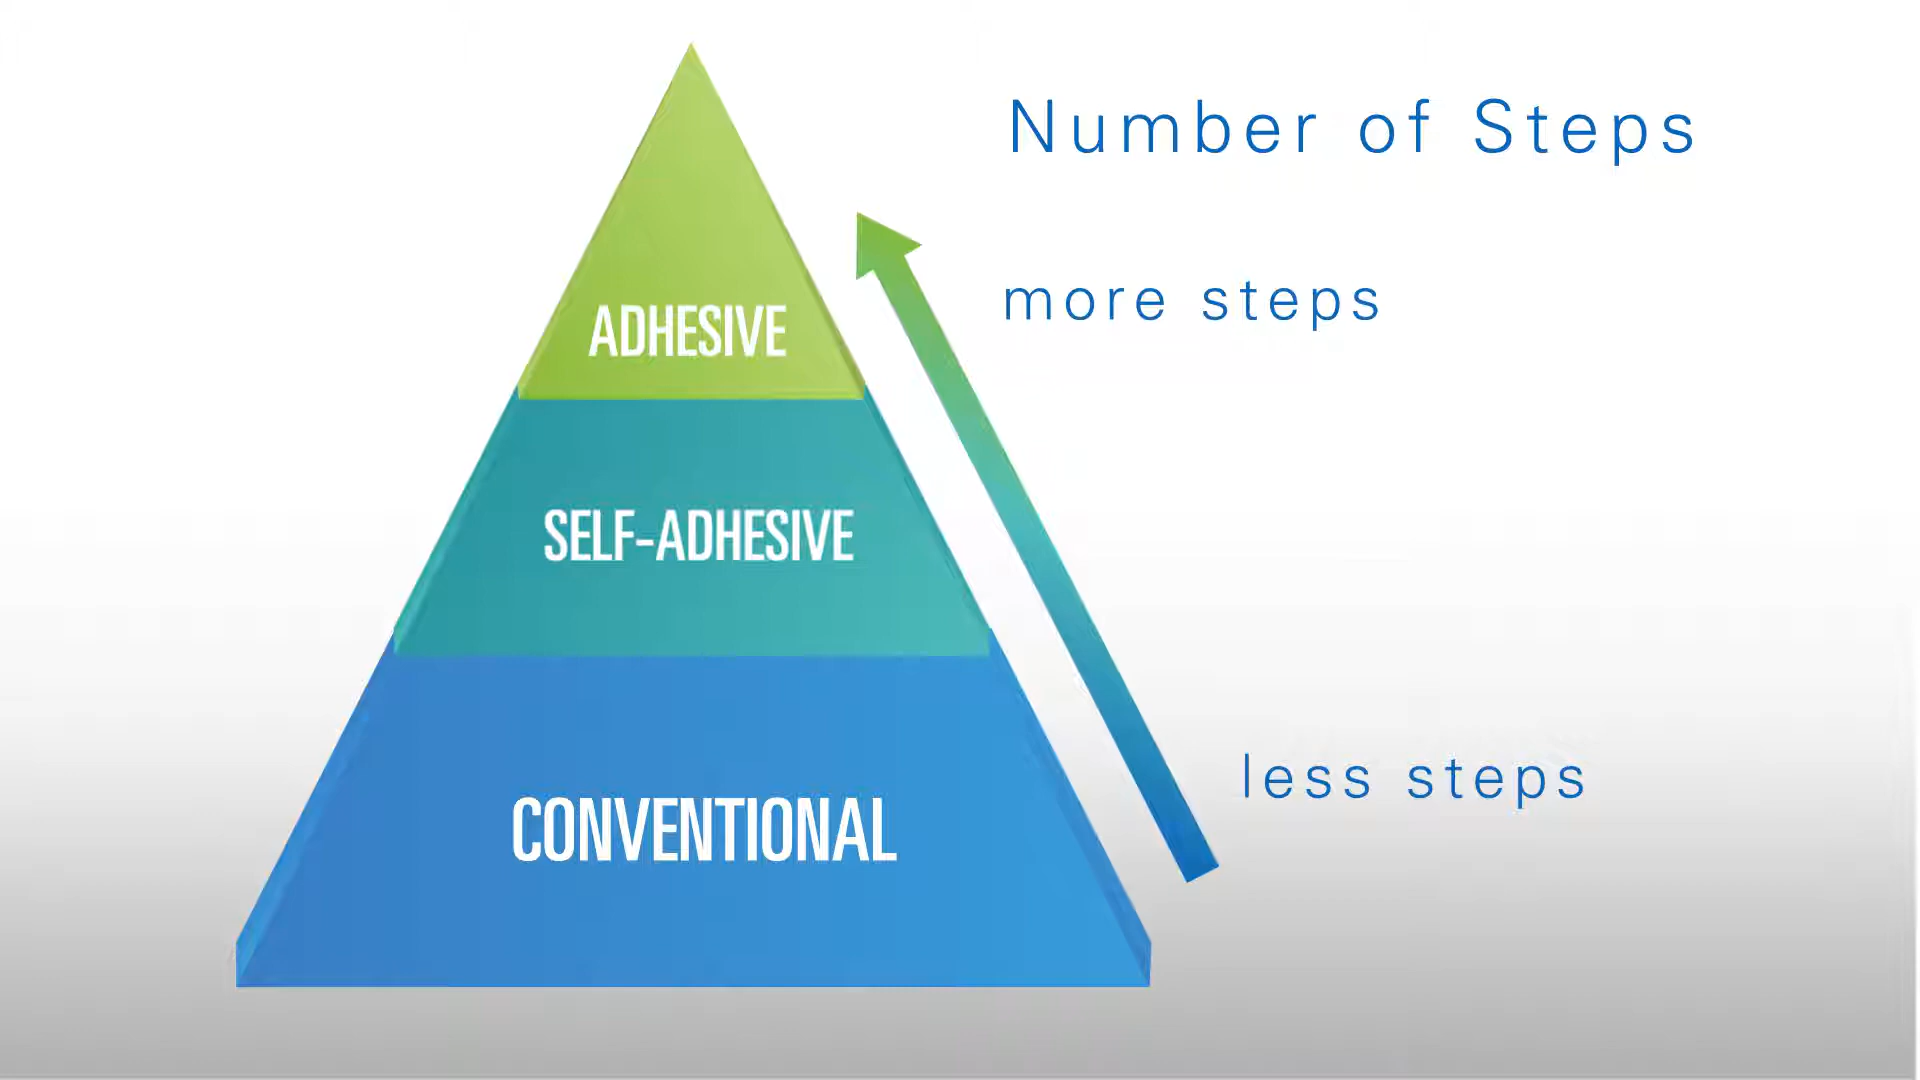 Number of Steps
more steps
ADHESIVE
SELF-ADHESIVE
less steps
CONVENTIONAL